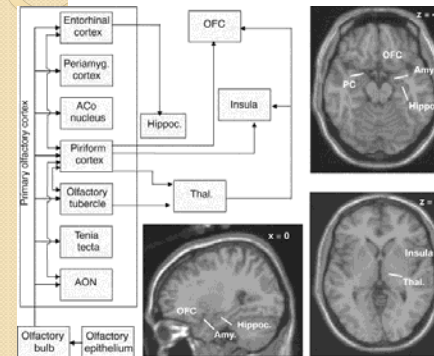 Primary olfactory cortex
Entorhinal
cortex
Periamyg.
cortex
ACo
nucleus
Piriform
cortex
Olfactory
tubercle
Tenia
tecta
AON
Olfactory
bulb
Olfactory
epithelium
OFC
Insula
Hippoc.
Thal.
OFC
Amy.
PC
Hippo
x = 0
OFC
Hippoc.
Amy.
z =
Insula
Thal.